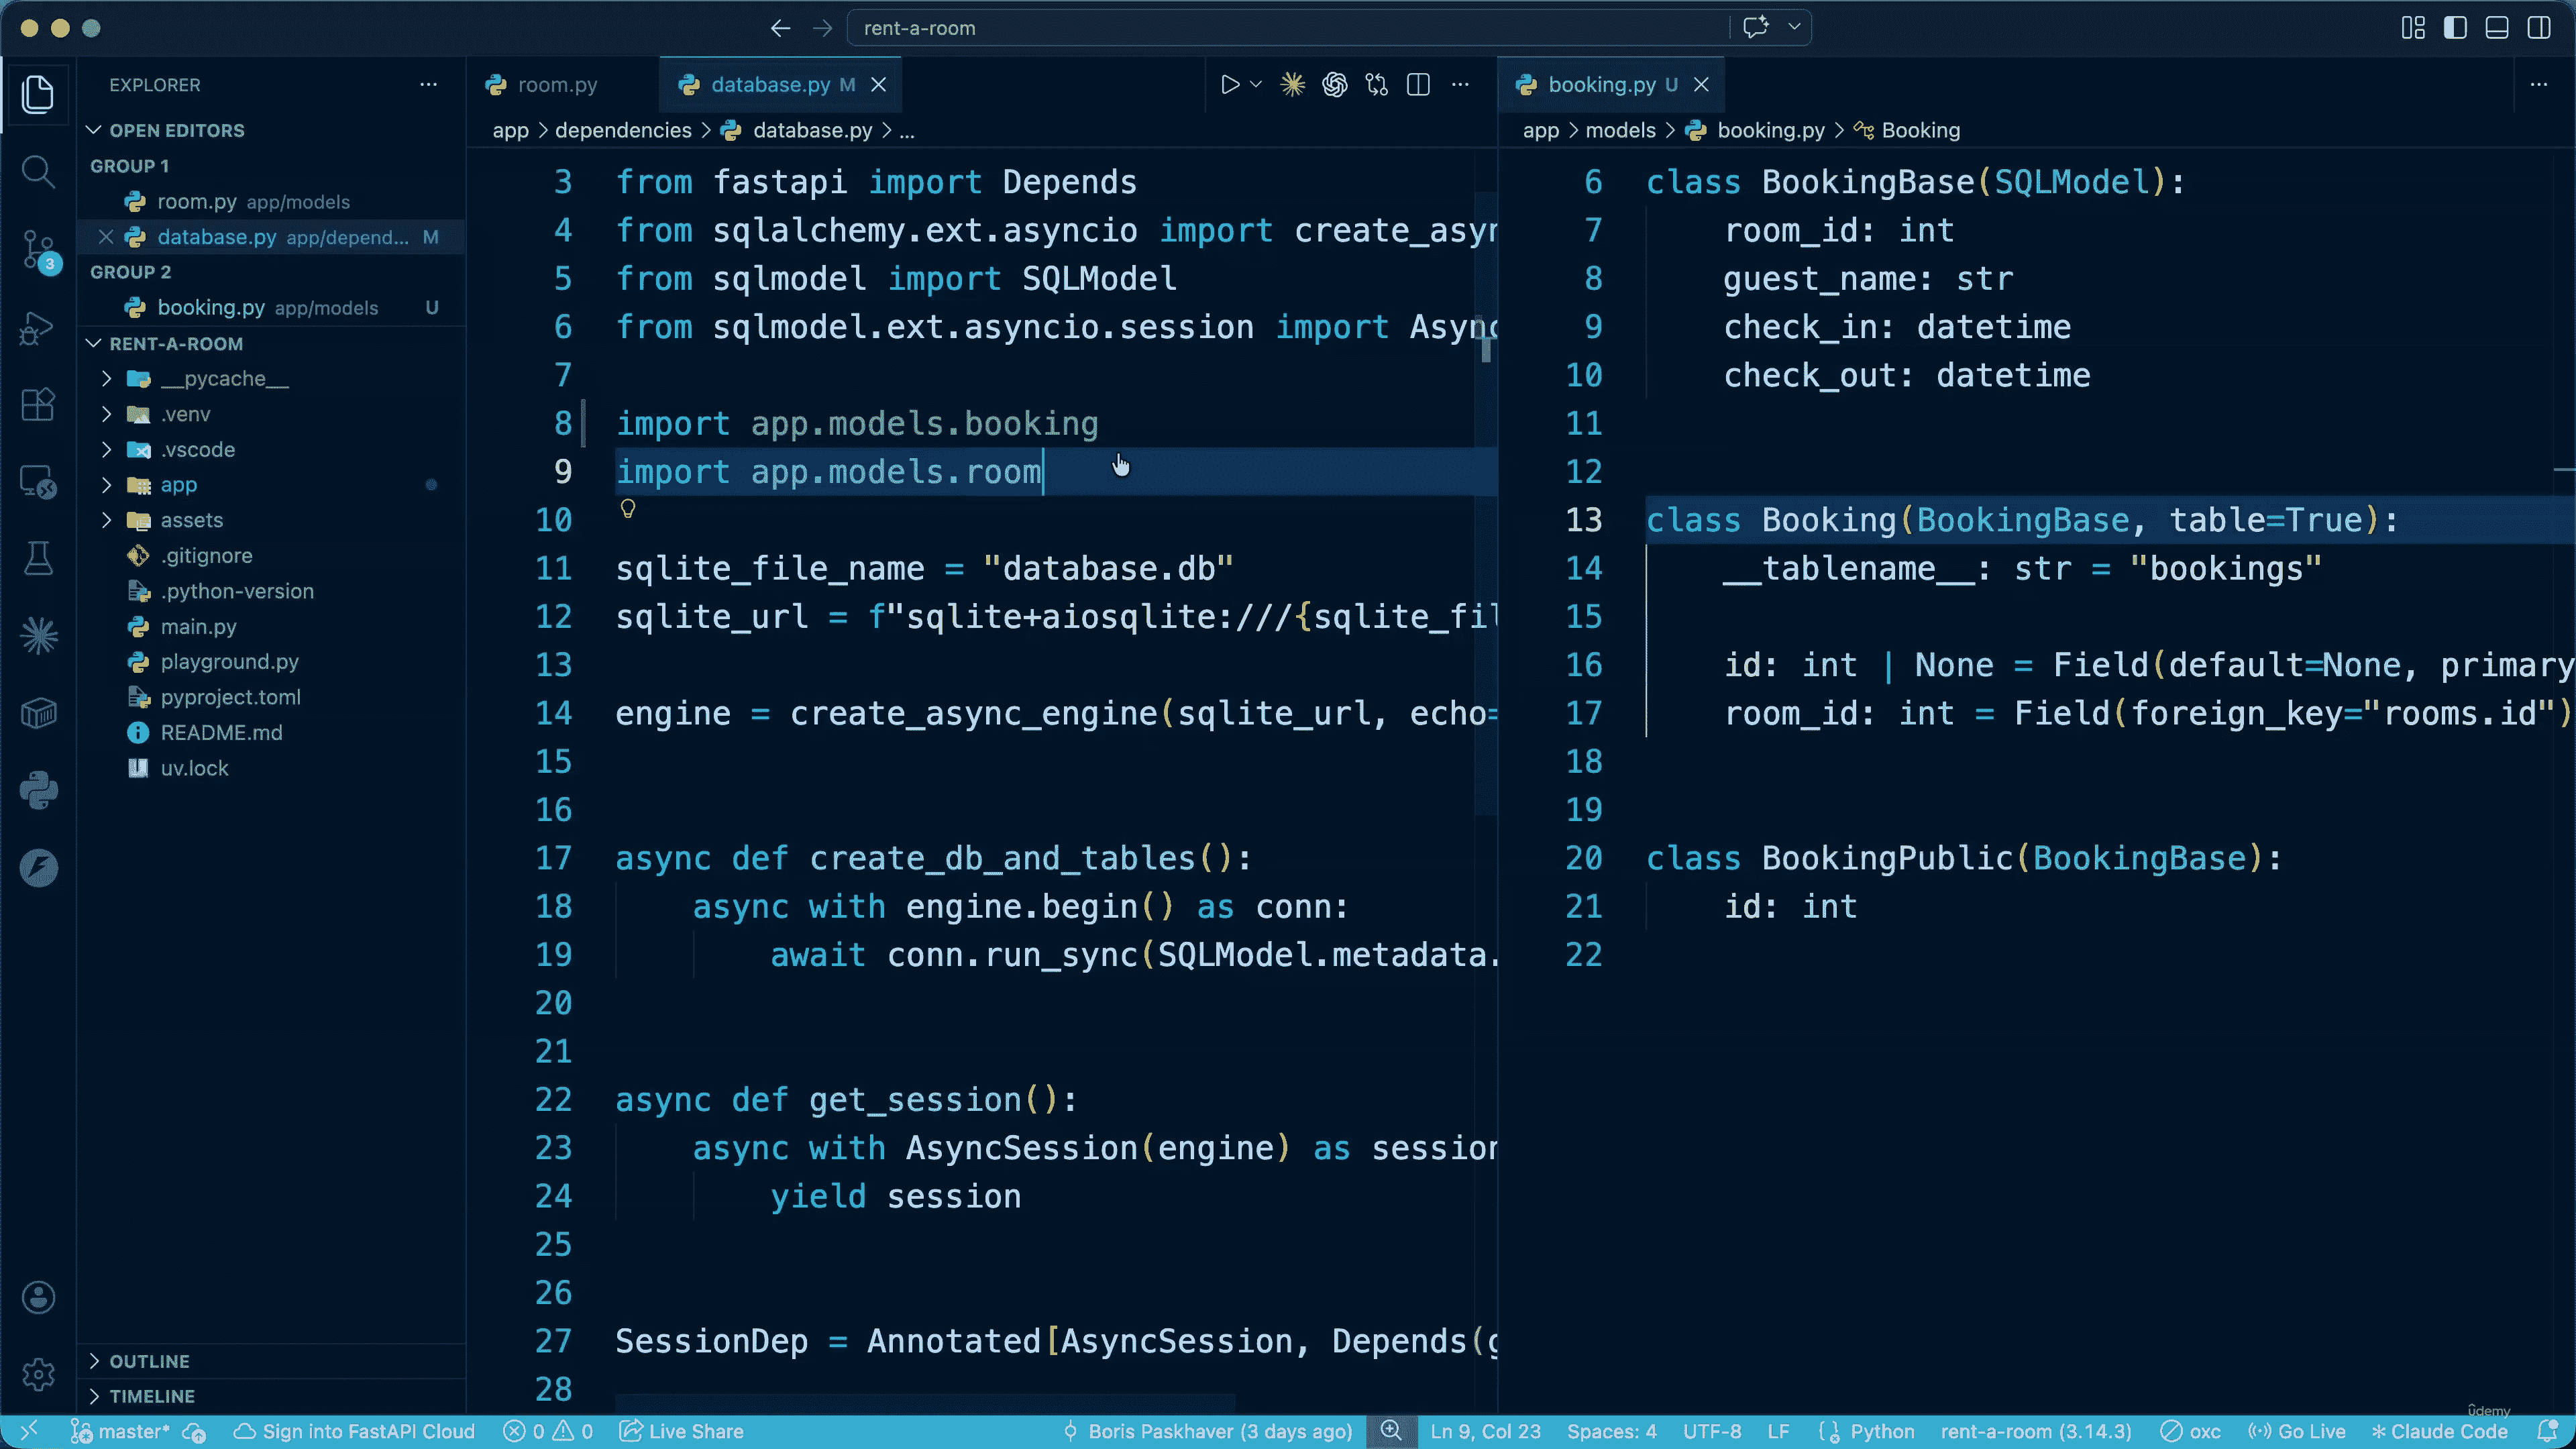 rent-a-room
EXPLORER
OPEN EDITORS
GROUP 1
room.py app/models
database.py app/depend... M
GROUP 2
booking.py app/models U
RENT-A-ROOM
__pycache__
.venv
.vscode
app
assets
.gitignore
.python-version
main.py
playground.py
pyproject.toml
README.md
uv.lock
OUTLINE
TIMELINE
3
room.py
database.py M
app > dependencies > database.py > ...
3 from fastapi import Depends
4 from sqlalchemy.ext.asyncio import create_asyn
5 from sqlmodel import SQLModel
6 from sqlmodel.ext.asyncio.session import Async
7
8 import app.models.booking
9 import app.models.room
10
11 sqlite_file_name = "database.db"
12 sqlite_url = f"sqlite+aiosqlite:///{sqlite_fil
13
14 engine = create_async_engine(sqlite_url, echo=
15
16
17 async def create_db_and_tables():
18 async with engine.begin() as conn:
19 await conn.run_sync(SQLModel.metadata.
20
21
22 async def get_session():
23 async with AsyncSession(engine) as session
24 yield session
25
26
27 SessionDep = Annotated[AsyncSession, Depends(g
28
booking.py U
app > models > booking.py > Booking
6 class BookingBase(SQLModel):
7 room_id: int
8 guest_name: str
9 check_in: datetime
10 check_out: datetime
11
12
13 class Booking(BookingBase, table=True):
14 __tablename__: str = "bookings"
15
16 id: int | None = Field(default=None, primary
17 room_id: int = Field(foreign_key="rooms.id")
18
19
20 class BookingPublic(BookingBase):
21 id: int
22
udemy
master* Sign into FastAPI Cloud 0 0 Live Share Boris Paskhaver (3 days ago) Ln 9, Col 23 Spaces: 4 UTF-8 LF Python rent-a-room (3.14.3) oxc Go Live Claude Code